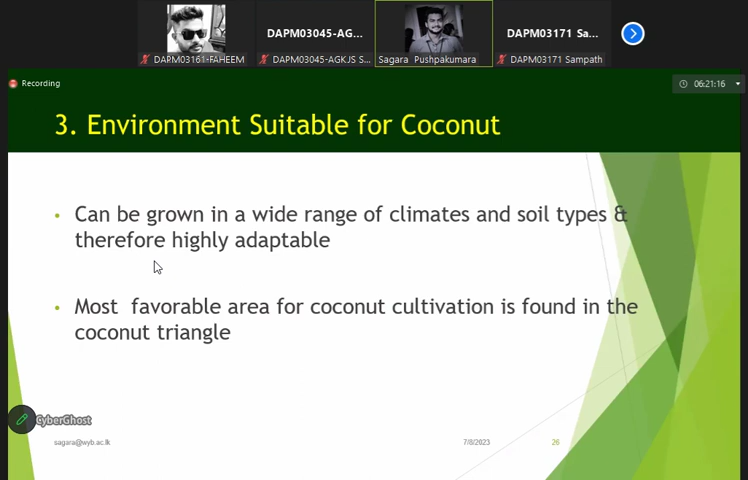 DAPM03045-AG...
DAPM03171 Sa...
DAPM03161-FAHEEM
DAPM03045-AGKJS S...
Sagara Pushpakumara
DAPM03171 Sampath
Recording
06:21:16
3. Environment Suitable for Coconut
• Can be grown in a wide range of climates and soil types &
therefore highly adaptable
• Most favorable area for coconut cultivation is found in the
coconut triangle
CyberGhost
sagara@wyb.ac.lk
7/8/2023
26